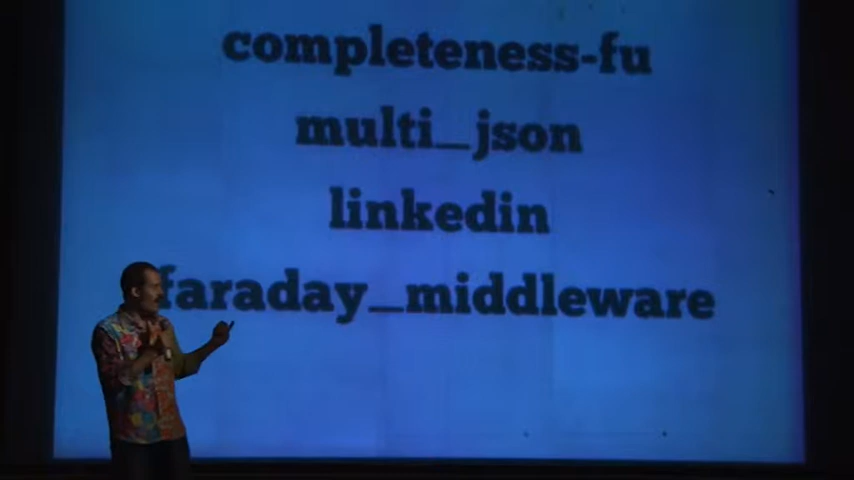 completeness-fu
multi_json
linkedin
faraday_middleware